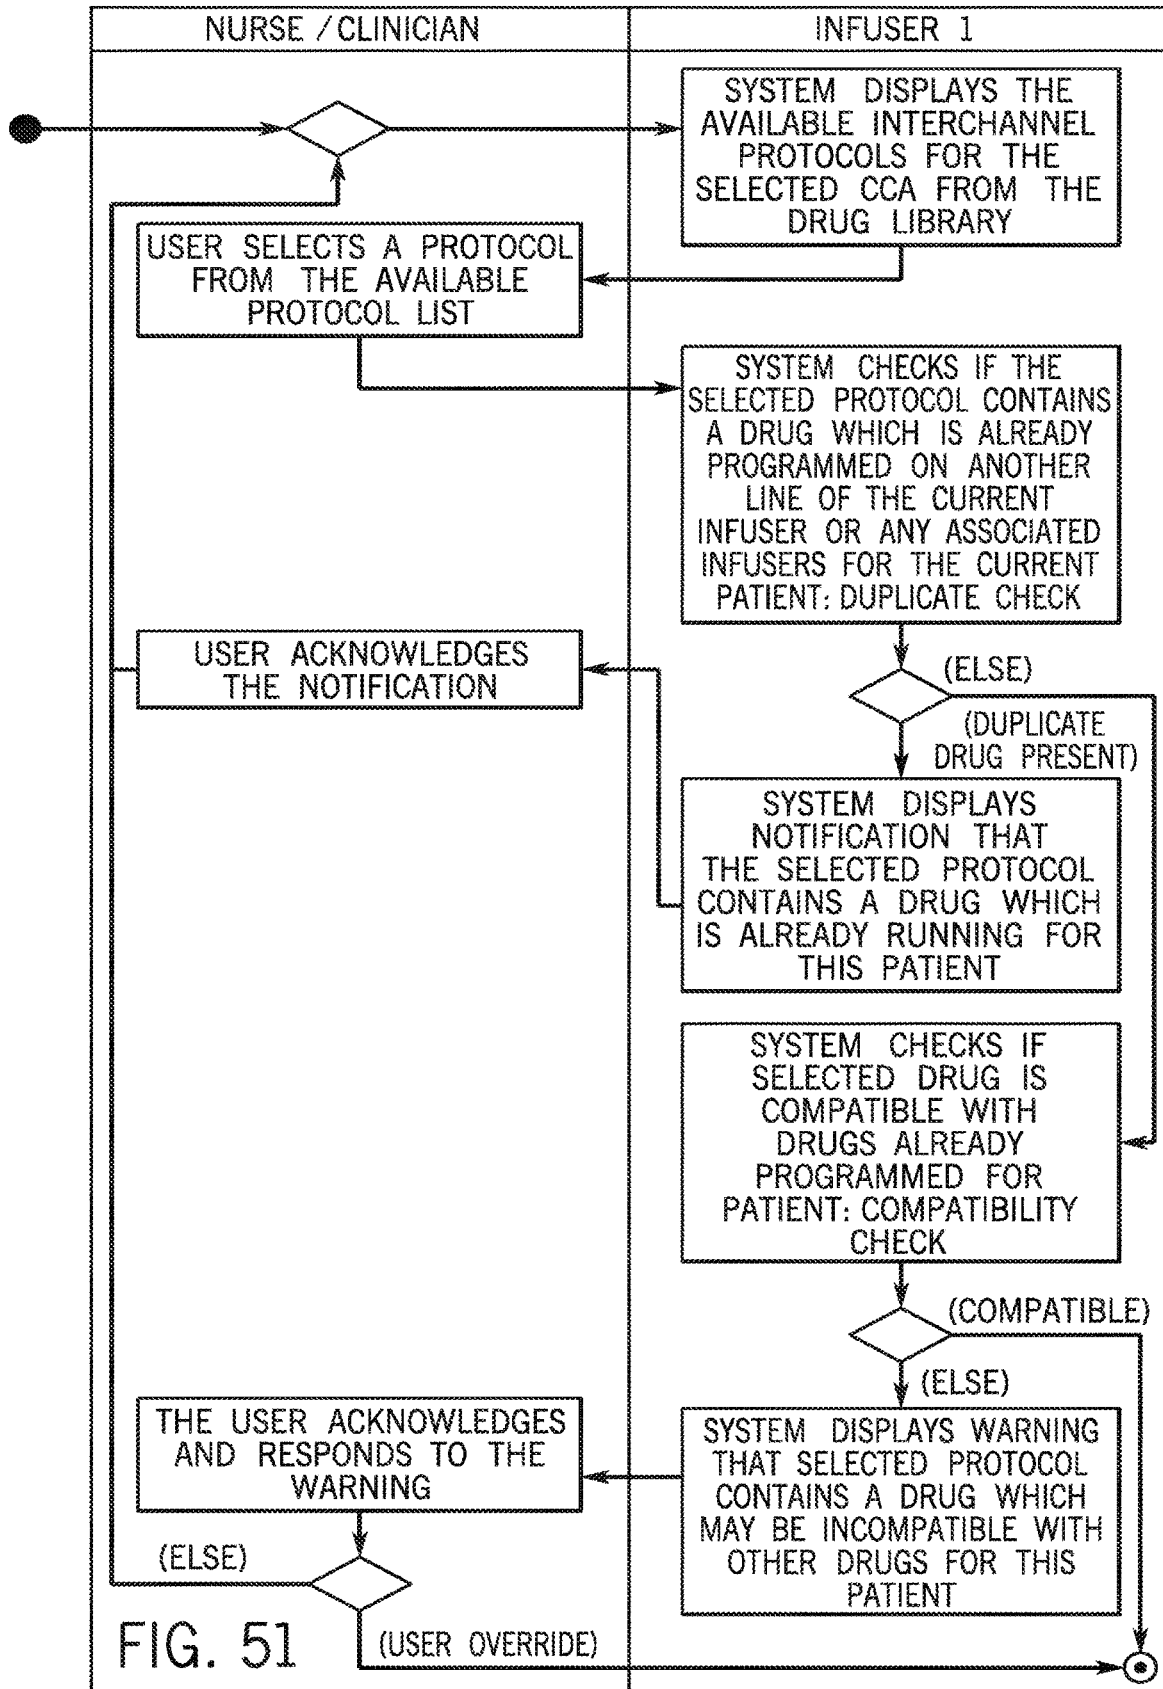 NURSE / CLINICIAN
INFUSER 1
SYSTEM DISPLAYS THE
AVAILABLE INTERCHANNEL
PROTOCOLS FOR THE
SELECTED CCA FROM THE
DRUG LIBRARY
USER SELECTS A PROTOCOL
FROM THE AVAILABLE
PROTOCOL LIST
SYSTEM CHECKS IF THE
SELECTED PROTOCOL CONTAINS
A DRUG WHICH IS ALREADY
PROGRAMMED ON ANOTHER
LINE OF THE CURRENT
INFUSER OR ANY ASSOCIATED
INFUSERS FOR THE CURRENT
PATIENT: DUPLICATE CHECK
USER ACKNOWLEDGES
THE NOTIFICATION
(ELSE)
(DUPLICATE
DRUG PRESENT)
SYSTEM DISPLAYS
NOTIFICATION THAT
THE SELECTED PROTOCOL
CONTAINS A DRUG WHICH
IS ALREADY RUNNING FOR
THIS PATIENT
SYSTEM CHECKS IF
SELECTED DRUG IS
COMPATIBLE WITH
DRUGS ALREADY
PROGRAMMED FOR
PATIENT: COMPATIBILITY
CHECK
(COMPATIBLE)
(ELSE)
THE USER ACKNOWLEDGES
AND RESPONDS TO THE
WARNING
SYSTEM DISPLAYS WARNING
THAT SELECTED PROTOCOL
CONTAINS A DRUG WHICH
MAY BE INCOMPATIBLE WITH
OTHER DRUGS FOR THIS
PATIENT
(ELSE)
(USER OVERRIDE)
FIG. 51